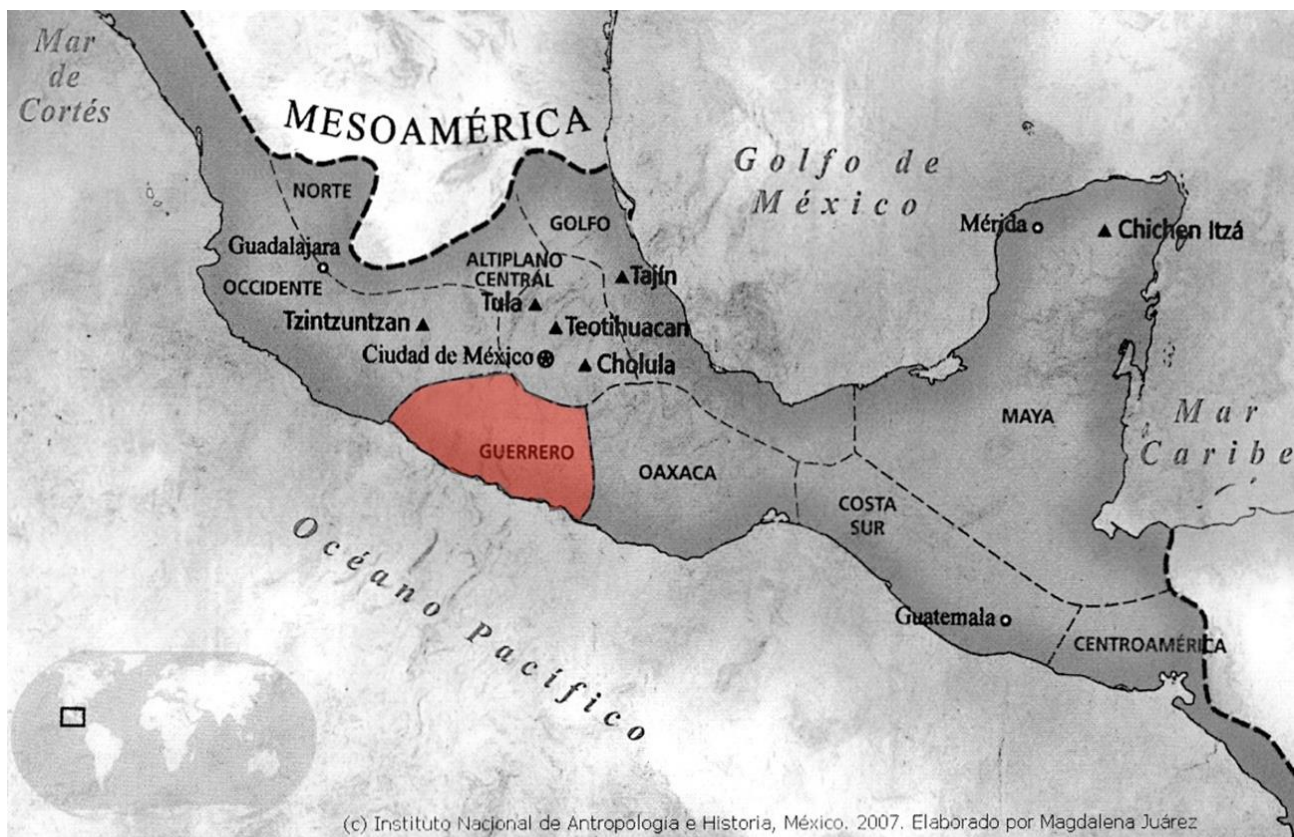 Mar
de
Cortés
MESOAMÉRICA
Golfo de
México
NORTE
GOLFO
Mérida
Chichen Itzá
Guadalajara
ALTIPLANO
CENTRAL
Tajín
OCCIDENTE
Tula
Tzintzuntzan
Teotihuacan
Ciudad de México
Cholula
MAYA
Mar
Caribe
GUERRERO
OAXACA
COSTA
SUR
Océano Pacífico
Guatemala
CENTROAMÉRICA
(c) Instituto Nacional de Antropología e Historia, México. 2007. Elaborado por Magdalena Juárez